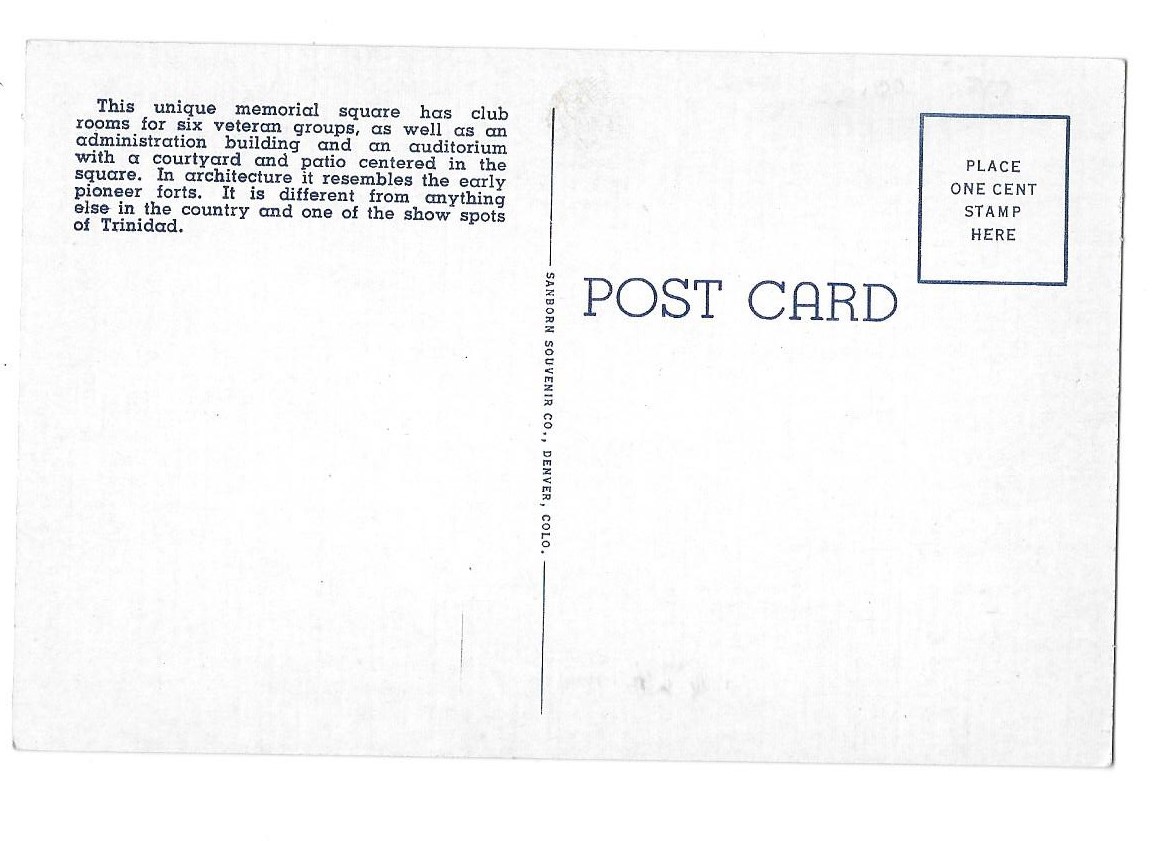 This unique memorial square has club
rooms for six veteran groups, as well as an
administration building and an auditorium
with a courtyard and patio centered in the
square. In architecture it resembles the early
pioneer forts. It is different from anything
else in the country and one of the show spots
of Trinidad.
SANBORN SOUVENIR CO., DENVER, COLO.
POST CARD
PLACE
ONE CENT
STAMP
HERE